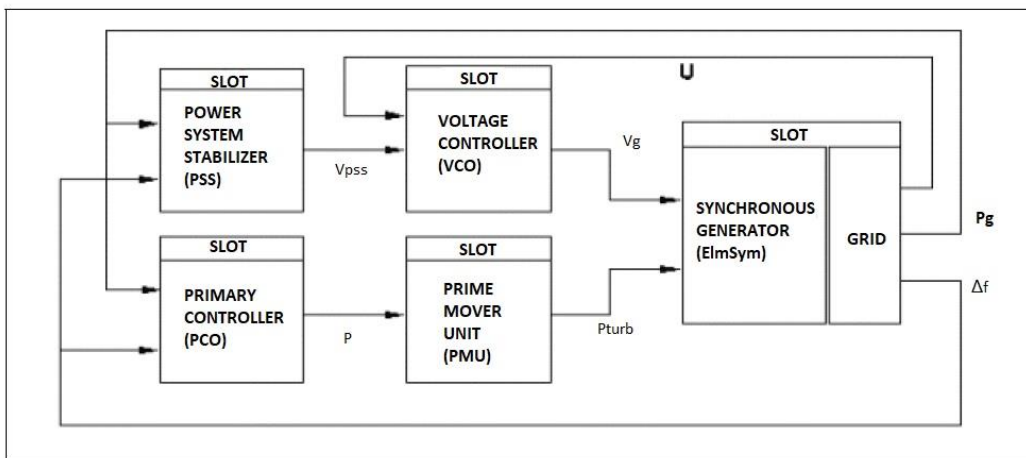 SLOT
POWER
SYSTEM
STABILIZER
(PSS)
Vpss
SLOT
VOLTAGE
CONTROLLER
(VCO)
U
Vg
SLOT
SYNCHRONOUS
GENERATOR
(ElmSym)
GRID
Pg
Δf
SLOT
PRIMARY
CONTROLLER
(PCO)
P
SLOT
PRIME
MOVER
UNIT
(PMU)
Pturb